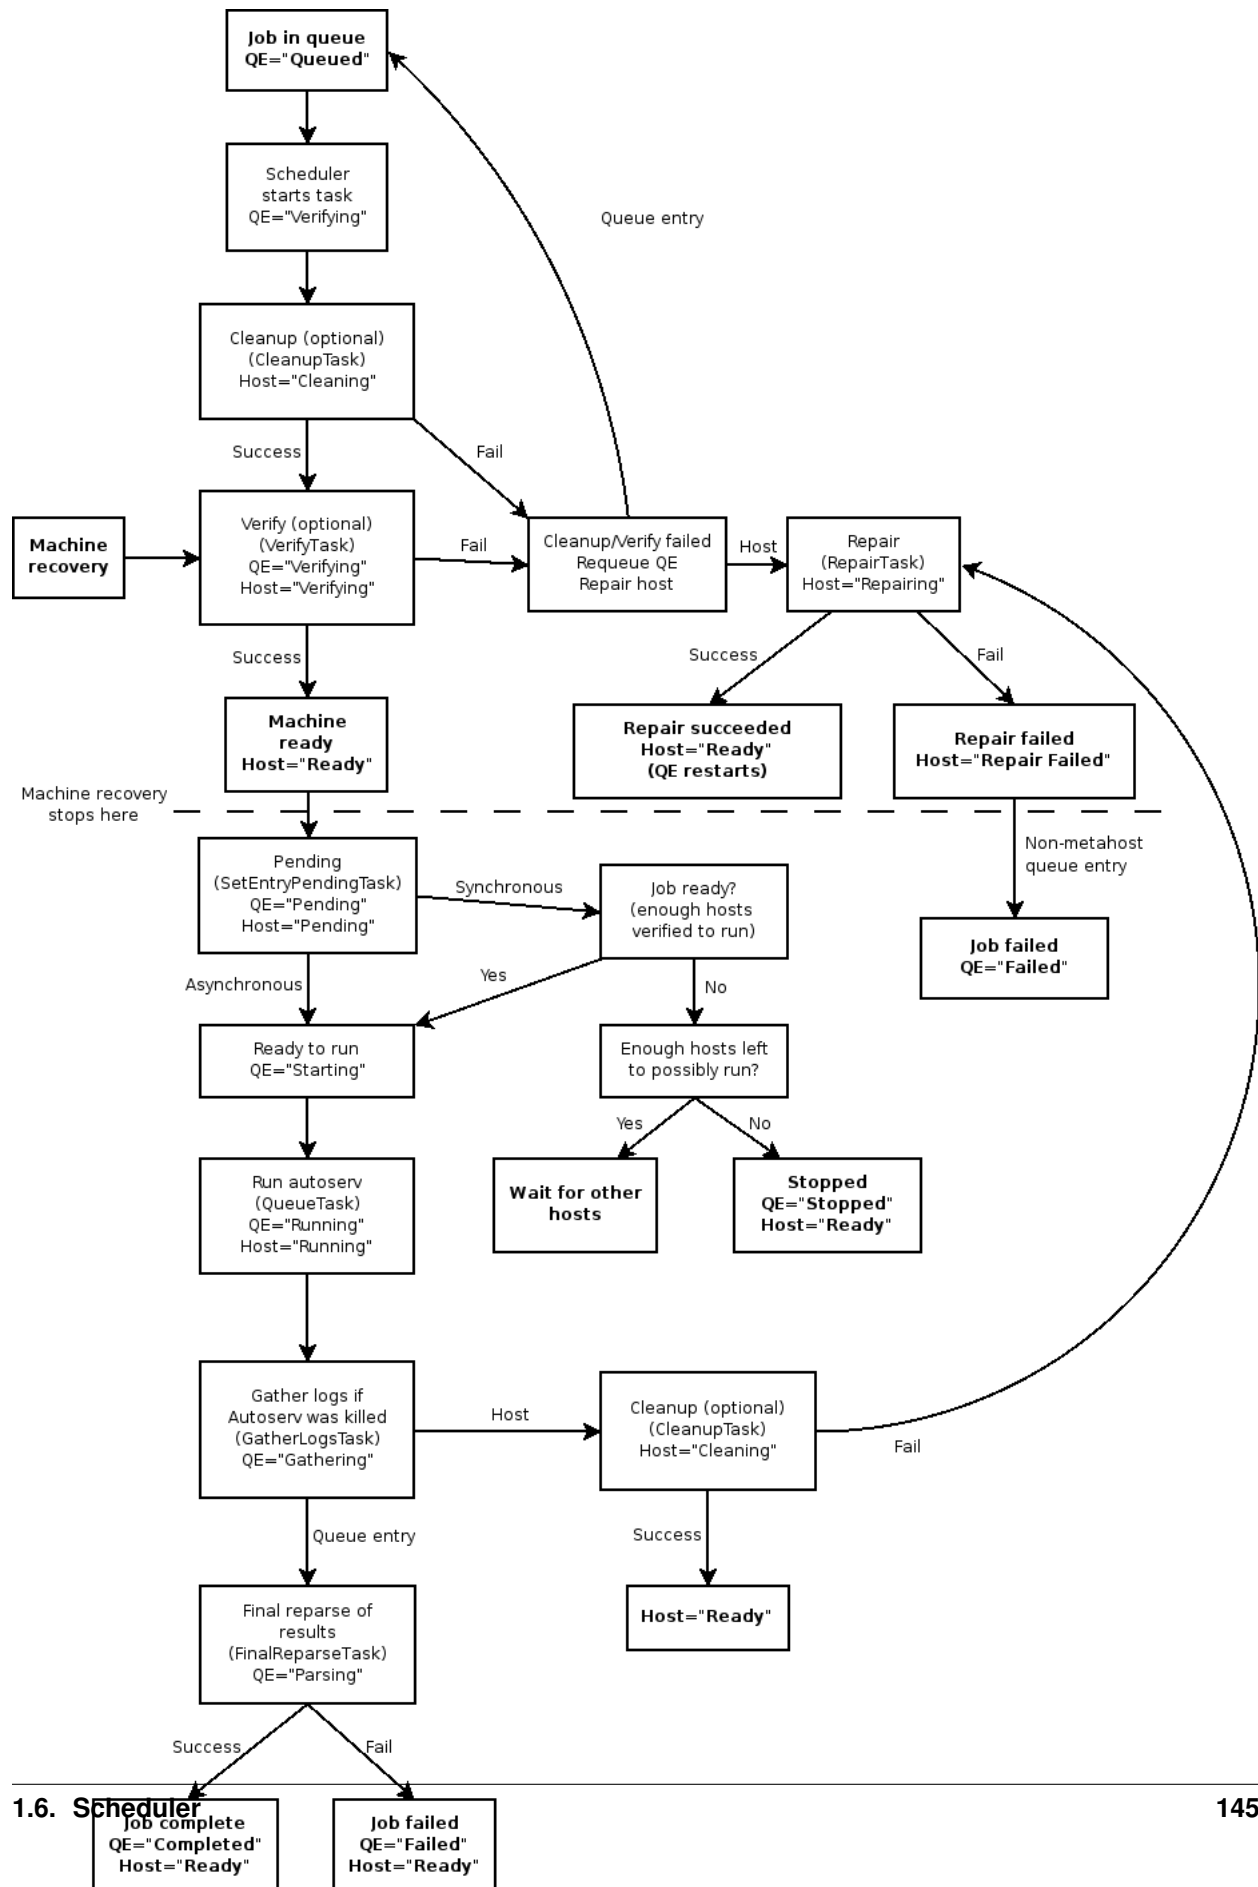 Job in queue
QE="Queued"
Scheduler
starts task
QE="Verifying"
Queue entry
Cleanup (optional)
(CleanupTask)
Host="Cleaning"
Success
Fail
Machine
recovery
Verify (optional)
(VerifyTask)
QE="Verifying"
Host="Verifying"
Fail
Cleanup/Verify failed
Requeue QE
Repair host
Host
Repair
(RepairTask)
Host="Repairing"
Success
Success
Fail
Machine
ready
Host="Ready"
Repair succeeded
Host="Ready"
(QE restarts)
Repair failed
Host="Repair Failed"
Machine recovery
stops here
Pending
(SetEntryPendingTask)
QE="Pending"
Host="Pending"
Synchronous
Job ready?
(enough hosts
verified to run)
Non-metahost
queue entry
Job failed
QE="Failed"
Asynchronous
Yes
No
Ready to run
QE="Starting"
Enough hosts left
to possibly run?
Yes
No
Run autoserv
(QueueTask)
QE="Running"
Host="Running"
Wait for other
hosts
Stopped
QE="Stopped"
Host="Ready"
Gather logs if
Autoserv was killed
(GatherLogsTask)
QE="Gathering"
Host
Cleanup (optional)
(CleanupTask)
Host="Cleaning"
Fail
Queue entry
Success
Final reparse of
results
(FinalReparseTask)
QE="Parsing"
Host="Ready"
Success
Fail
1.6. Scheduler
145
Job complete
QE="Completed"
Host="Ready"
Job failed
QE="Failed"
Host="Ready"